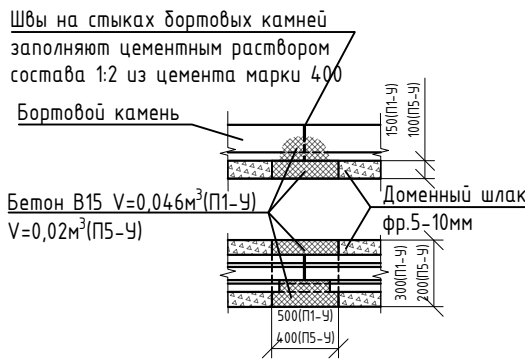 Швы на стыках бортовых камней
заполняют цементным раствором
состава 1:2 из цемента марки 400
Бортовой камень
150(П1-У)
100(П5-У)
Бетон В15 V=0,046м³(П1-У)
V=0,02м³(П5-У)
Доменный шлак
фр.5-10мм
300(П1-У)
200(П5-У)
500(П1-У)
400(П5-У)